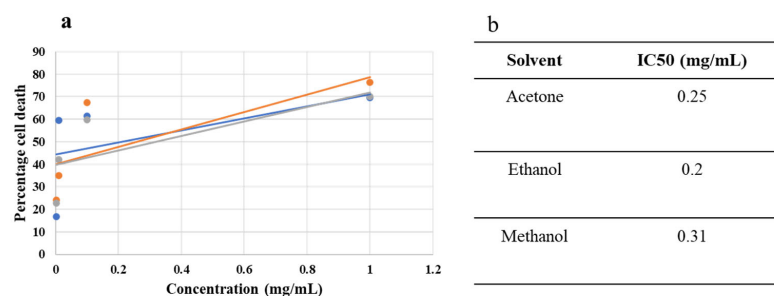 a
90
80
70
60
50
40
30
20
10
0
Percentage cell death
0 0.2 0.4 0.6 0.8 1 1.2
Concentration (mg/mL)
b
Solvent IC50 (mg/mL)
Acetone 0.25
Ethanol 0.2
Methanol 0.31